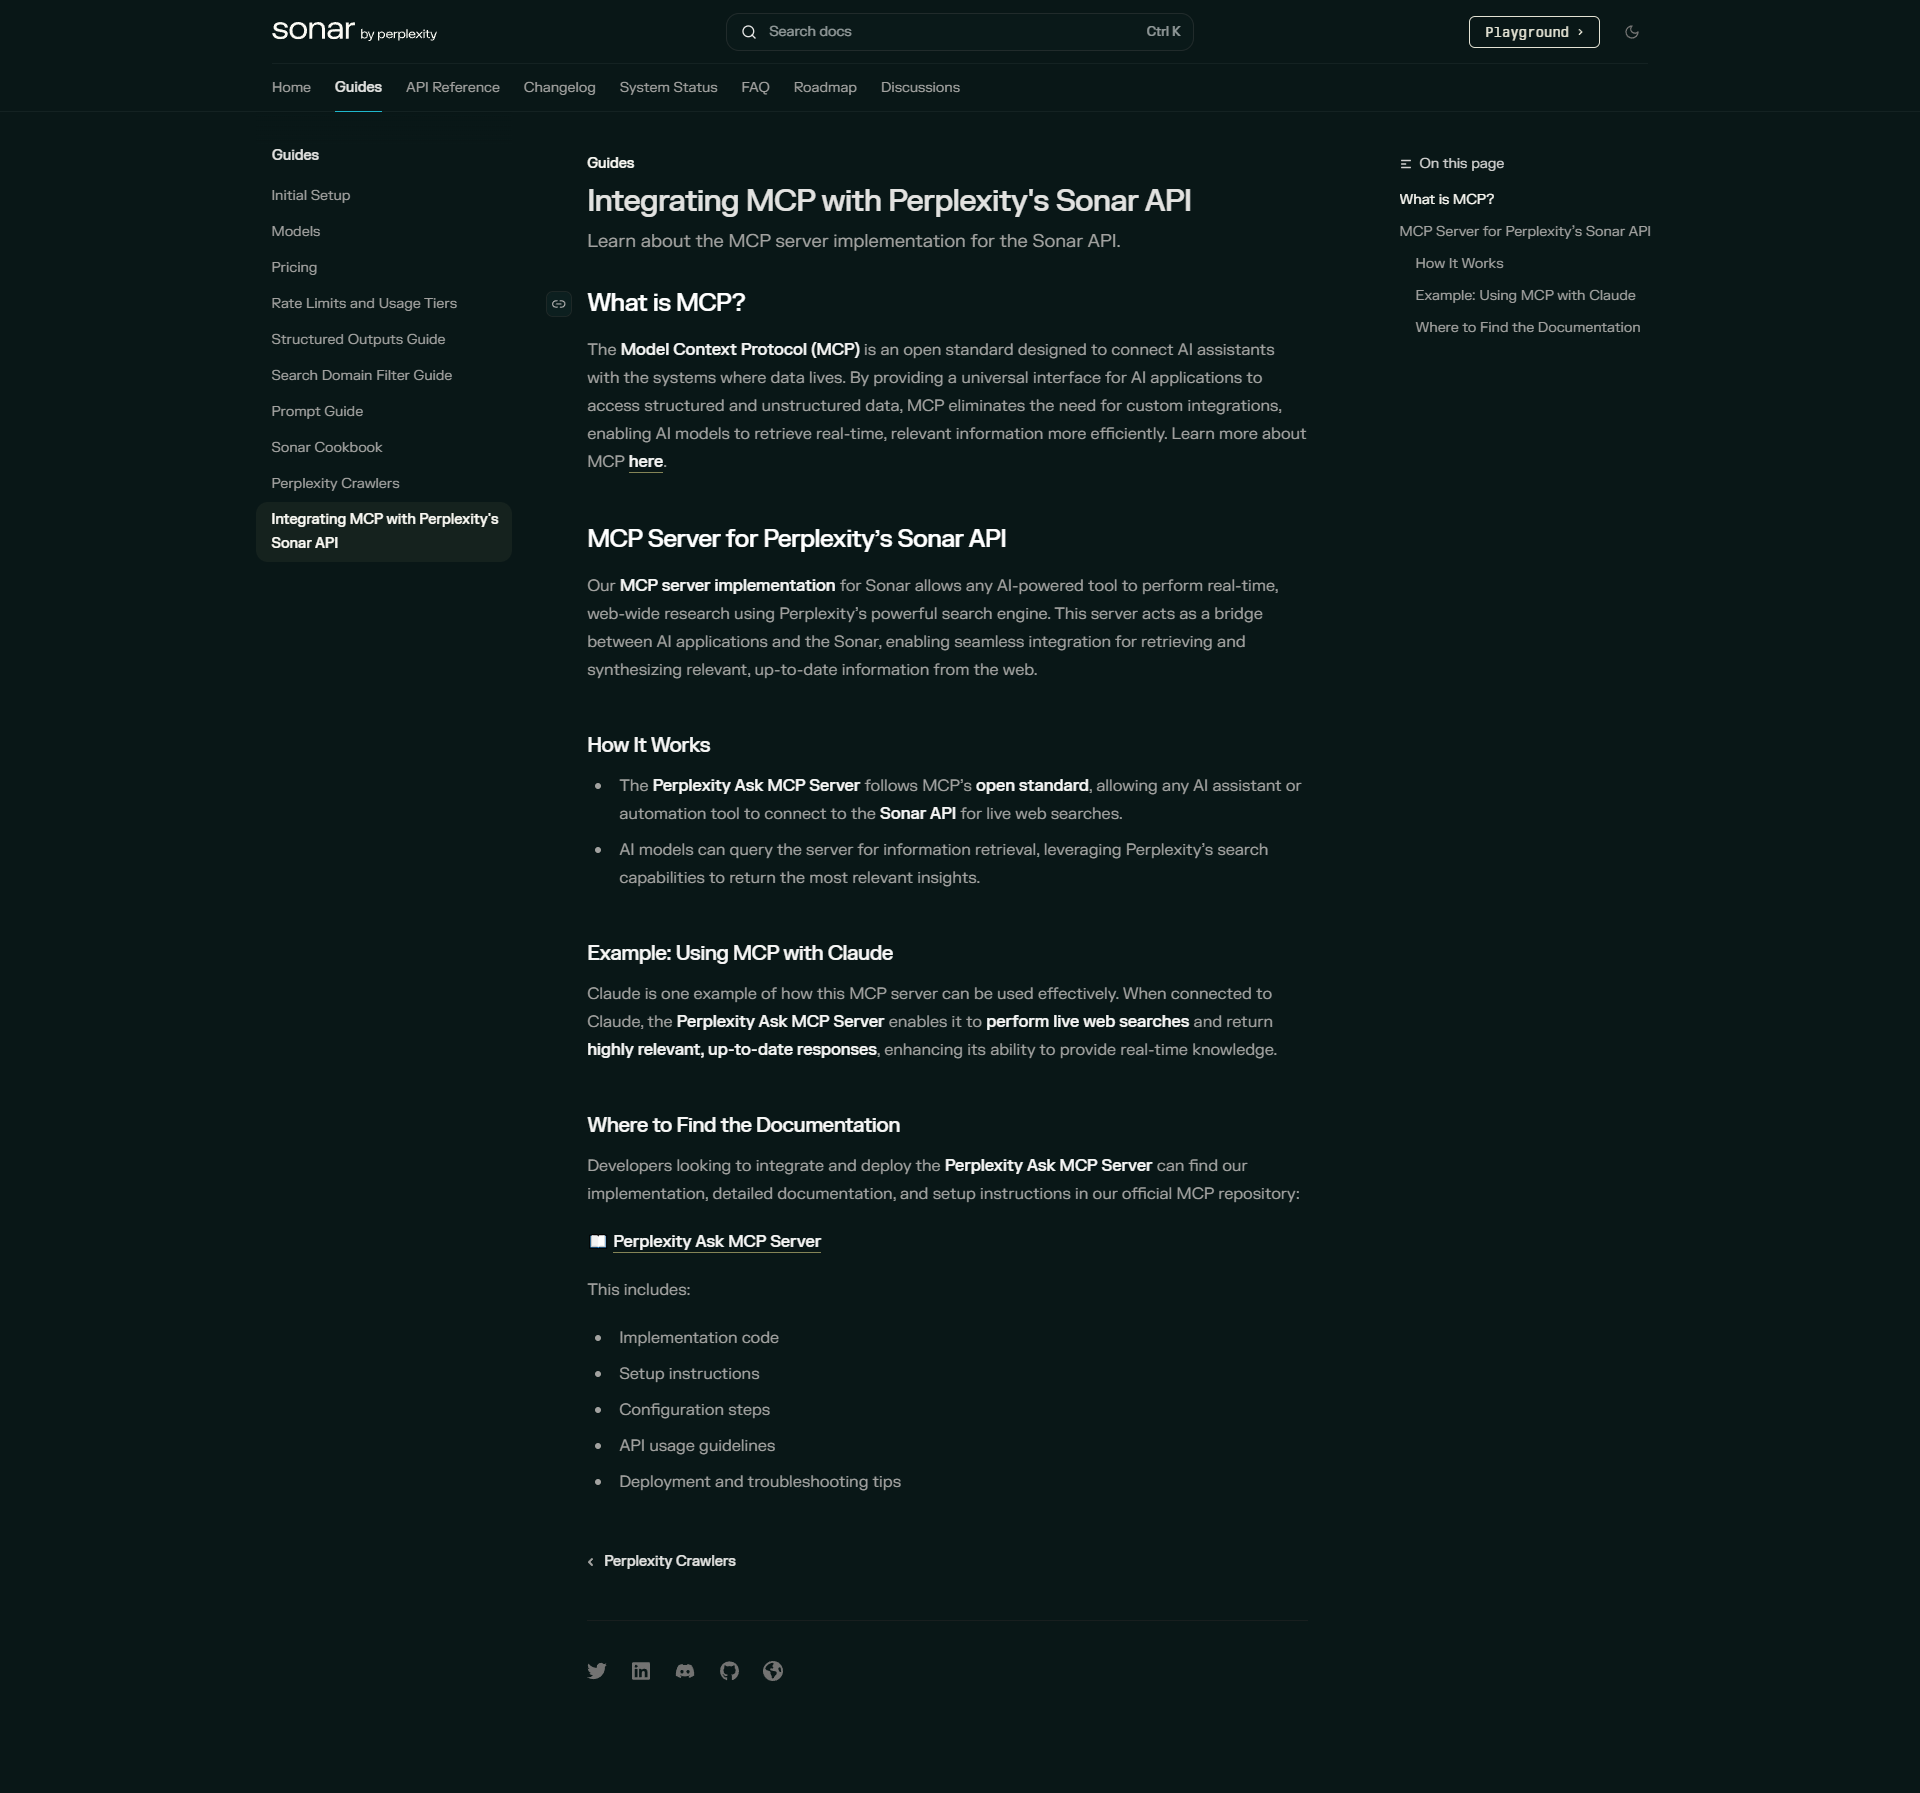 sonar by perplexity
Search docs
Ctrl K
Playground ›
Home
Guides
API Reference
Changelog
System Status
FAQ
Roadmap
Discussions
Guides
Initial Setup
Models
Pricing
Rate Limits and Usage Tiers
Structured Outputs Guide
Search Domain Filter Guide
Prompt Guide
Sonar Cookbook
Perplexity Crawlers
Integrating MCP with Perplexity's
Sonar API
Guides
Integrating MCP with Perplexity's Sonar API
Learn about the MCP server implementation for the Sonar API.
What is MCP?
The Model Context Protocol (MCP) is an open standard designed to connect AI assistants
with the systems where data lives. By providing a universal interface for AI applications to
access structured and unstructured data, MCP eliminates the need for custom integrations,
enabling AI models to retrieve real-time, relevant information more efficiently. Learn more about
MCP here.
MCP Server for Perplexity’s Sonar API
Our MCP server implementation for Sonar allows any AI-powered tool to perform real-time,
web-wide research using Perplexity’s powerful search engine. This server acts as a bridge
between AI applications and the Sonar, enabling seamless integration for retrieving and
synthesizing relevant, up-to-date information from the web.
How It Works
• The Perplexity Ask MCP Server follows MCP’s open standard, allowing any AI assistant or
automation tool to connect to the Sonar API for live web searches.
• AI models can query the server for information retrieval, leveraging Perplexity’s search
capabilities to return the most relevant insights.
Example: Using MCP with Claude
Claude is one example of how this MCP server can be used effectively. When connected to
Claude, the Perplexity Ask MCP Server enables it to perform live web searches and return
highly relevant, up-to-date responses, enhancing its ability to provide real-time knowledge.
Where to Find the Documentation
Developers looking to integrate and deploy the Perplexity Ask MCP Server can find our
implementation, detailed documentation, and setup instructions in our official MCP repository:
📖 Perplexity Ask MCP Server
This includes:
• Implementation code
• Setup instructions
• Configuration steps
• API usage guidelines
• Deployment and troubleshooting tips
‹ Perplexity Crawlers
On this page
What is MCP?
MCP Server for Perplexity’s Sonar API
How It Works
Example: Using MCP with Claude
Where to Find the Documentation